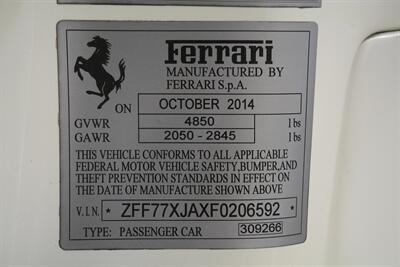 Ferrari
MANUFACTURED BY
FERRARI S.p.A.
ON OCTOBER 2014
GVWR 4850 lbs
GAWR 2050 - 2845 lbs
THIS VEHICLE CONFORMS TO ALL APPLICABLE
FEDERAL MOTOR VEHICLE SAFETY,BUMPER,AND
THEFT PREVENTION STANDARDS IN EFFECT ON
THE DATE OF MANUFACTURE SHOWN ABOVE
V.I.N. * ZFF77XJAXF0206592 *
TYPE: PASSENGER CAR 309266